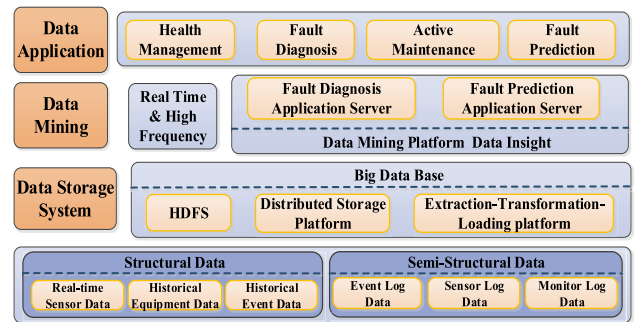 Data
Application
Health
Management
Fault
Diagnosis
Active
Maintenance
Fault
Prediction
Data
Mining
Real Time
& High
Frequency
Fault Diagnosis
Application Server
Fault Prediction
Application Server
Data Mining Platform Data Insight
Data Storage
System
Big Data Base
HDFS
Distributed Storage
Platform
Extraction-Transformation-
Loading platform
Structural Data
Real-time
Sensor Data
Historical
Equipment Data
Historical
Event Data
Semi-Structural Data
Event Log
Data
Sensor Log
Data
Monitor Log
Data